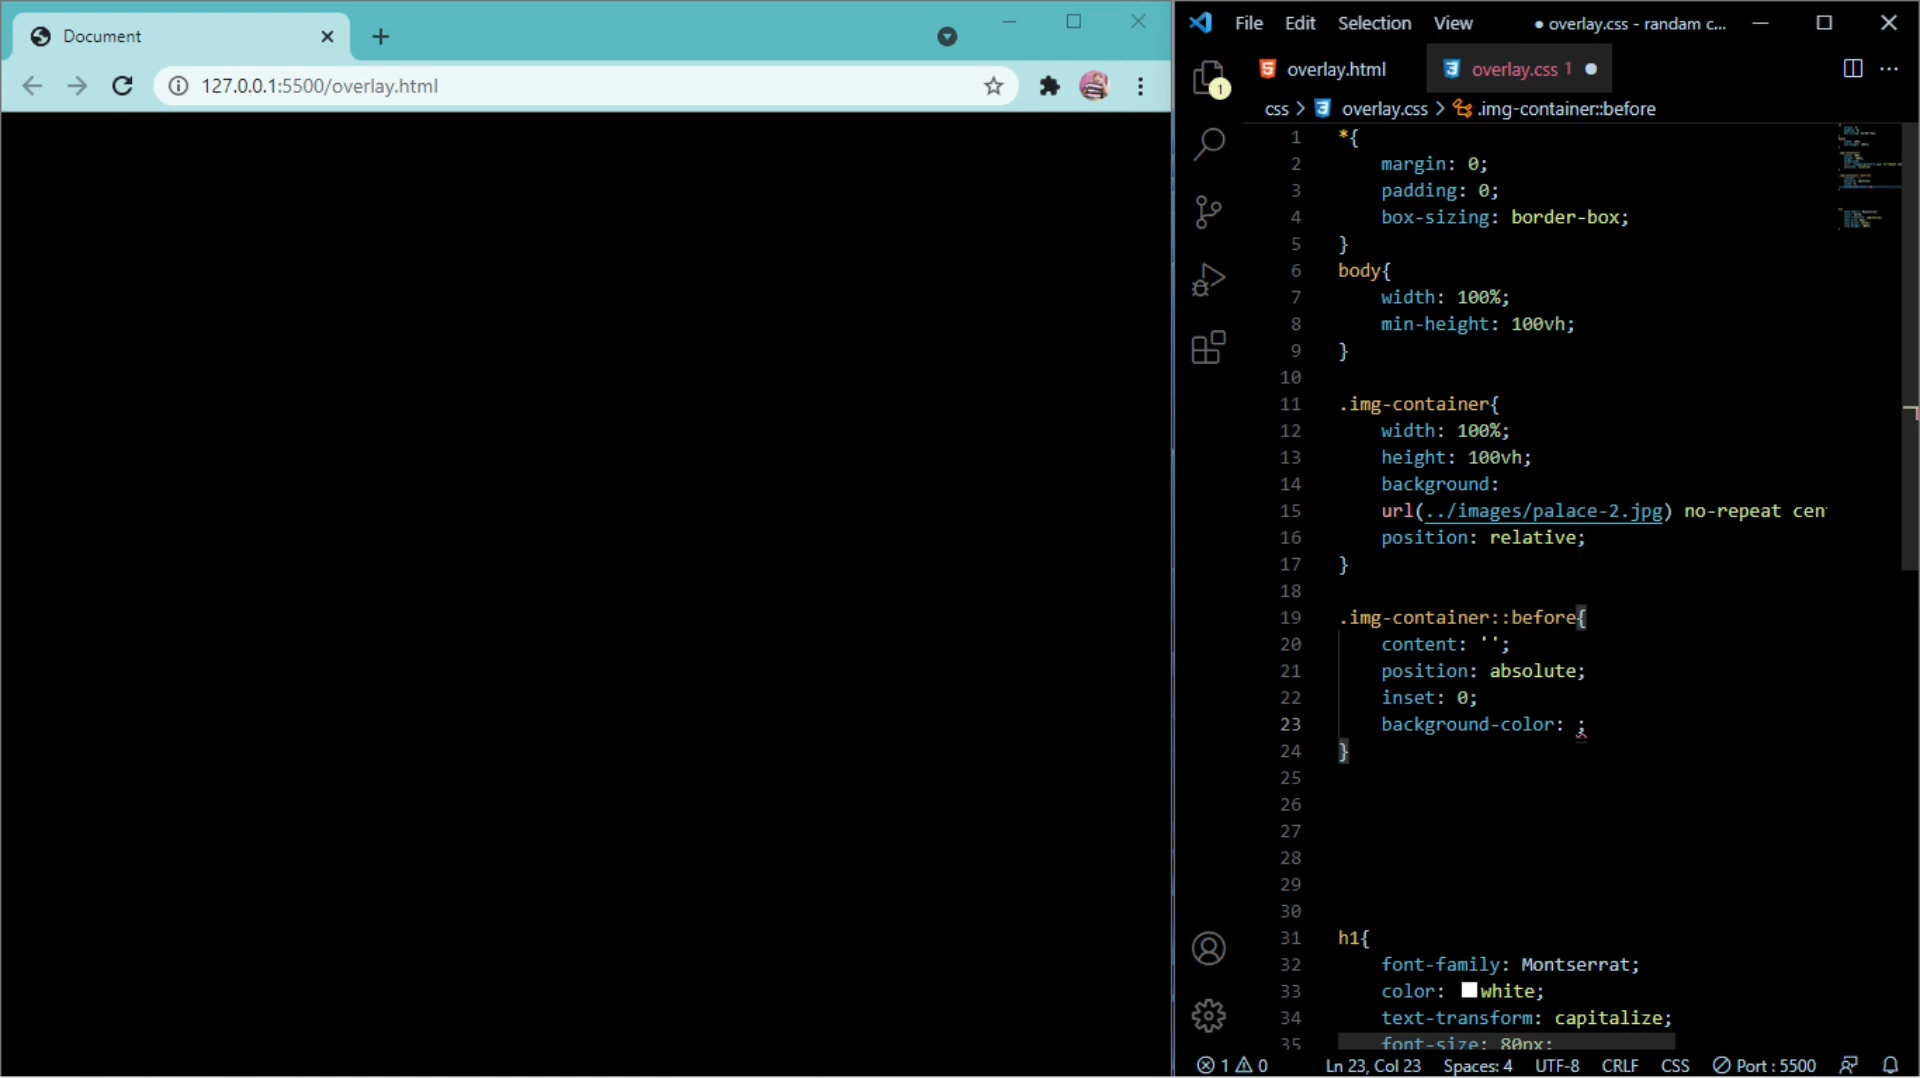 Document
127.0.0.1:5500/overlay.html
File Edit Selection View ● overlay.css - randam c...
1
overlay.html overlay.css 1
css > overlay.css > .img-container::before
1 *{
2 margin: 0;
3 padding: 0;
4 box-sizing: border-box;
5 }
6 body{
7 width: 100%;
8 min-height: 100vh;
9 }
10
11 .img-container{
12 width: 100%;
13 height: 100vh;
14 background:
15 url(../images/palace-2.jpg) no-repeat cen
16 position: relative;
17 }
18
19 .img-container::before{
20 content: '';
21 position: absolute;
22 inset: 0;
23 background-color: ;
24 }
25
26
27
28
29
30
31 h1{
32 font-family: Montserrat;
33 color: white;
34 text-transform: capitalize;
35 font-size: 80px;
1 0 Ln 23, Col 23 Spaces: 4 UTF-8 CRLF CSS Port : 5500